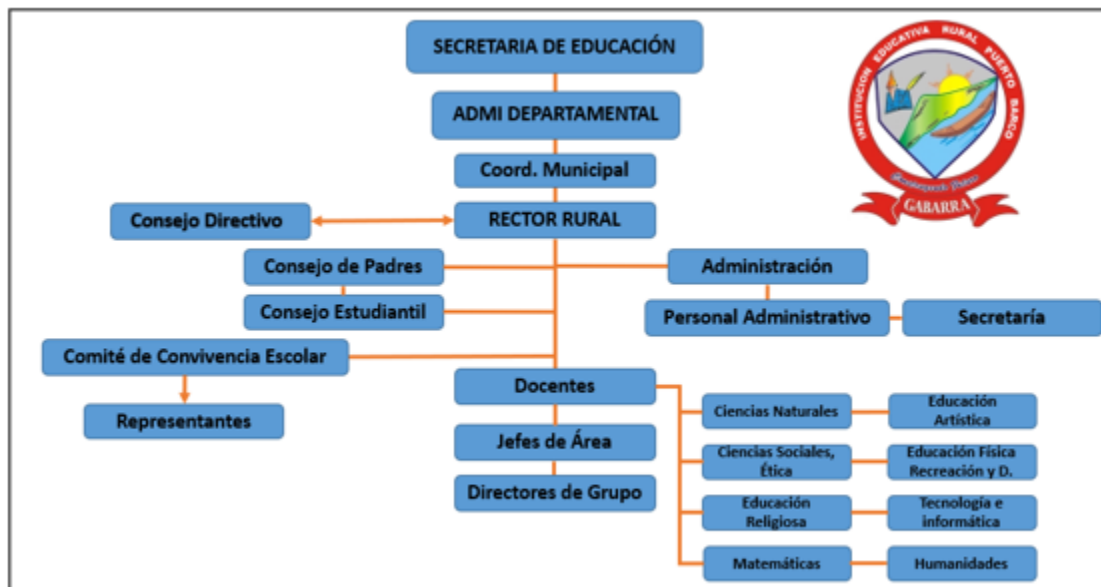 SECRETARIA DE EDUCACIÓN
INSTITUCION EDUCATIVA RURAL PUERTO BARCO
GABARRA
ADMI DEPARTAMENTAL
Coord. Municipal
Consejo Directivo
RECTOR RURAL
Consejo de Padres
Administración
Consejo Estudiantil
Personal Administrativo
Secretaría
Comité de Convivencia Escolar
Representantes
Docentes
Jefes de Área
Directores de Grupo
Ciencias Naturales
Educación
Artística
Ciencias Sociales,
Ética
Educación Física
Recreación y D.
Educación
Religiosa
Tecnología e
informática
Matemáticas
Humanidades